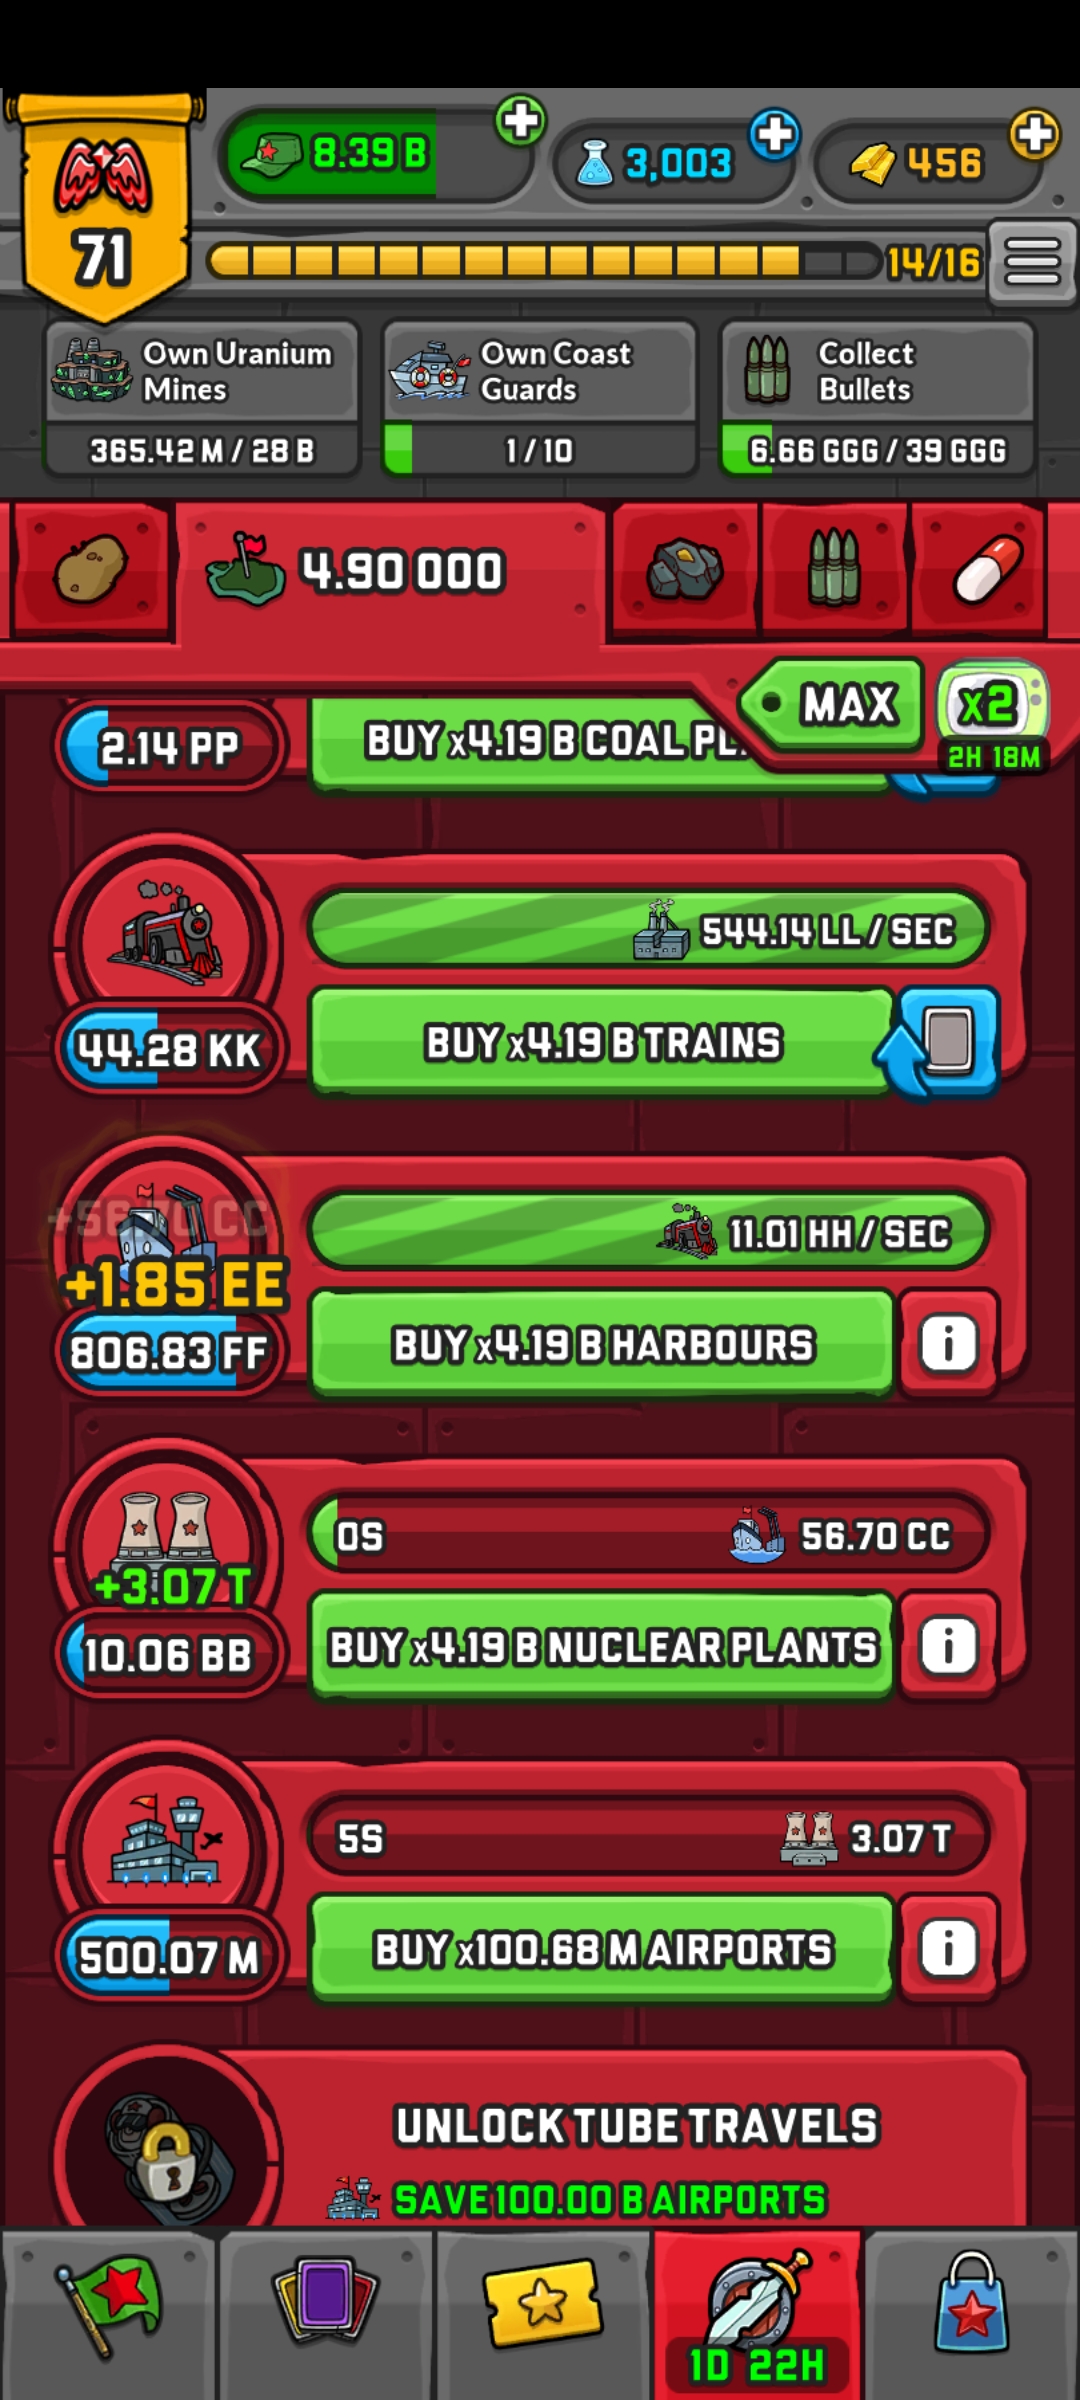 8.39 B
3,003
456
71
14/16
Own Uranium
Mines
365.42 M / 28 B
Own Coast
Guards
1 / 10
Collect
Bullets
6.66 GGG / 39 GGG
4.90 000
MAX
x2
2H 18M
2.14 PP
BUY x4.19 B COAL PL
544.14 LL / SEC
44.28 KK
BUY x4.19 B TRAINS
+56.70 CC
+1.85 EE
11.01 HH / SEC
806.83 FF
BUY x4.19 B HARBOURS
i
+3.07 T
0S
56.70 CC
10.06 BB
BUY x4.19 B NUCLEAR PLANTS
i
5S
3.07 T
500.07 M
BUY x100.68 M AIRPORTS
i
UNLOCK TUBE TRAVELS
SAVE 100.00 B AIRPORTS
1D 22H